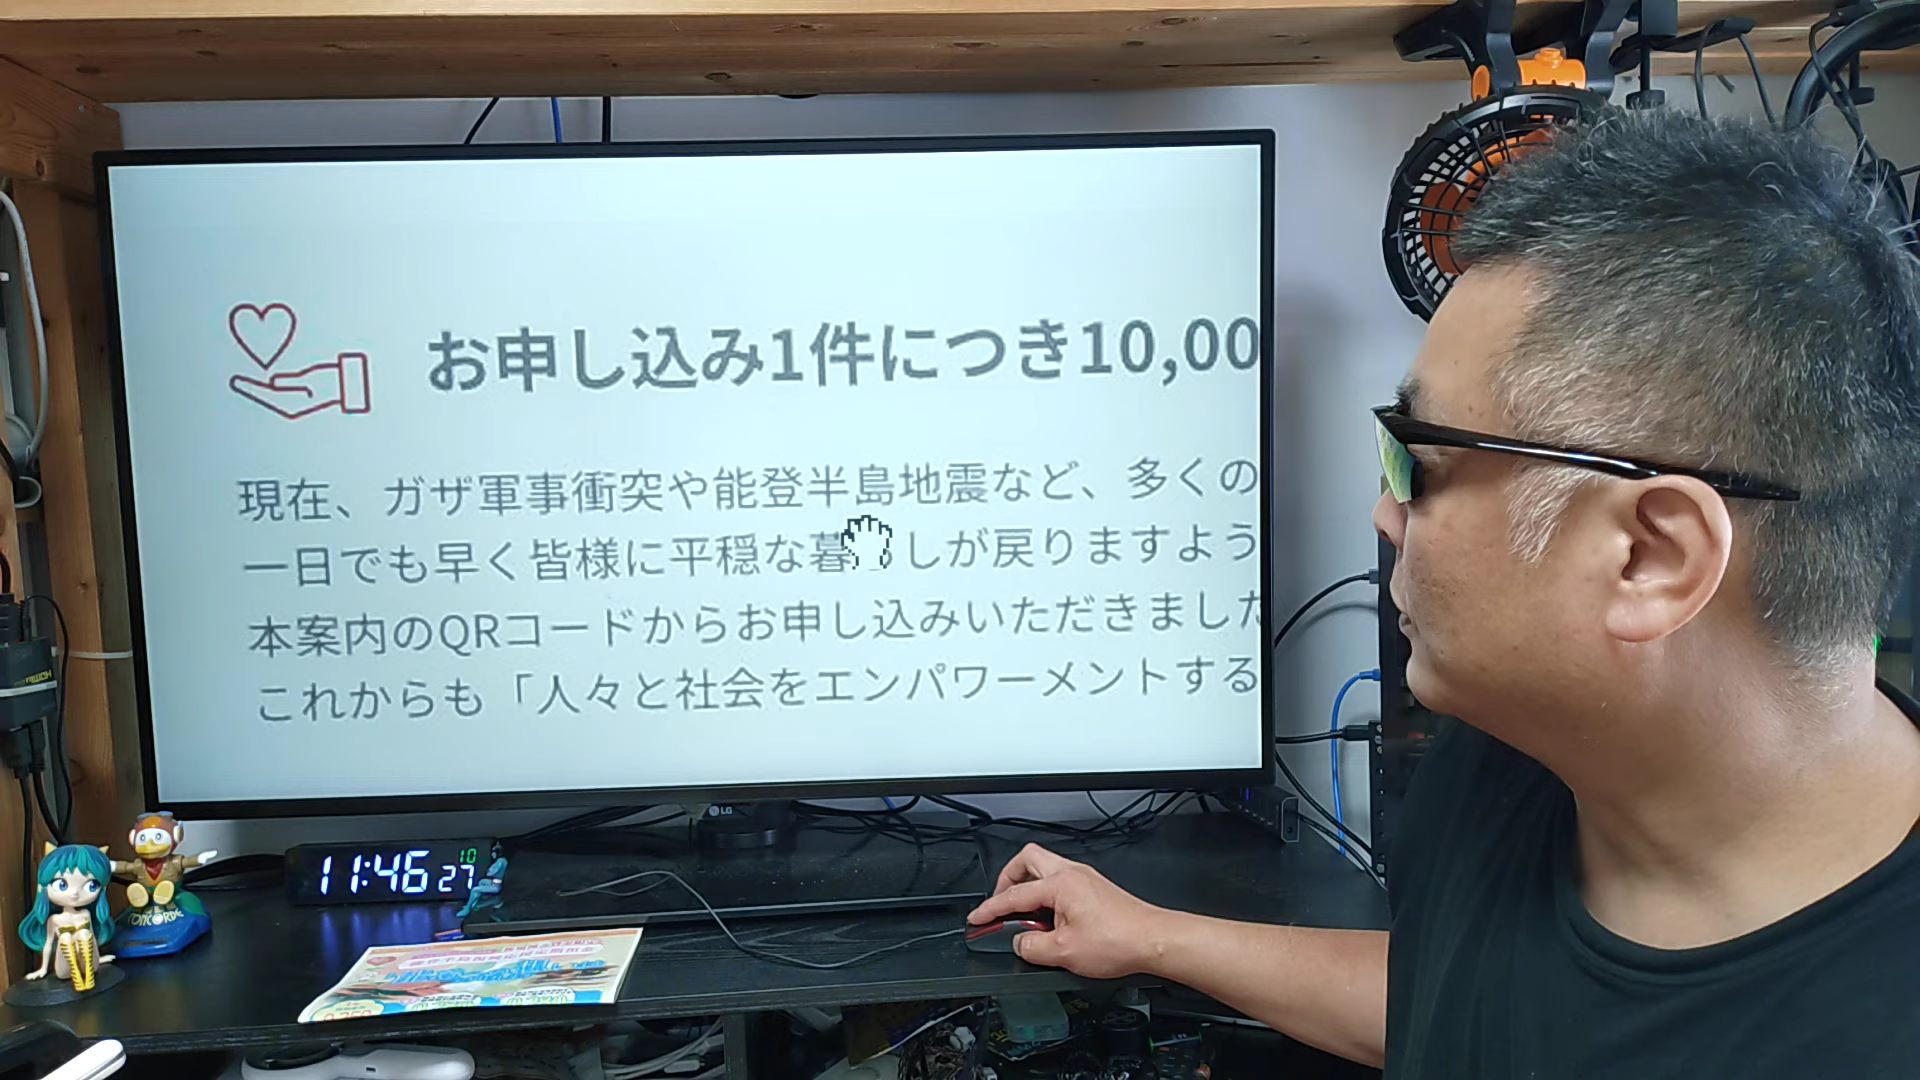 お申し込み1件につき10,00
現在、ガザ軍事衝突や能登半島地震など、多くの
一日でも早く皆様に平穏な暮しが戻りますよう
本案内のQRコードからお申し込みいただきました
これからも「人々と社会をエンパワーメントする
LG
10
11:46 27
CONCORDE